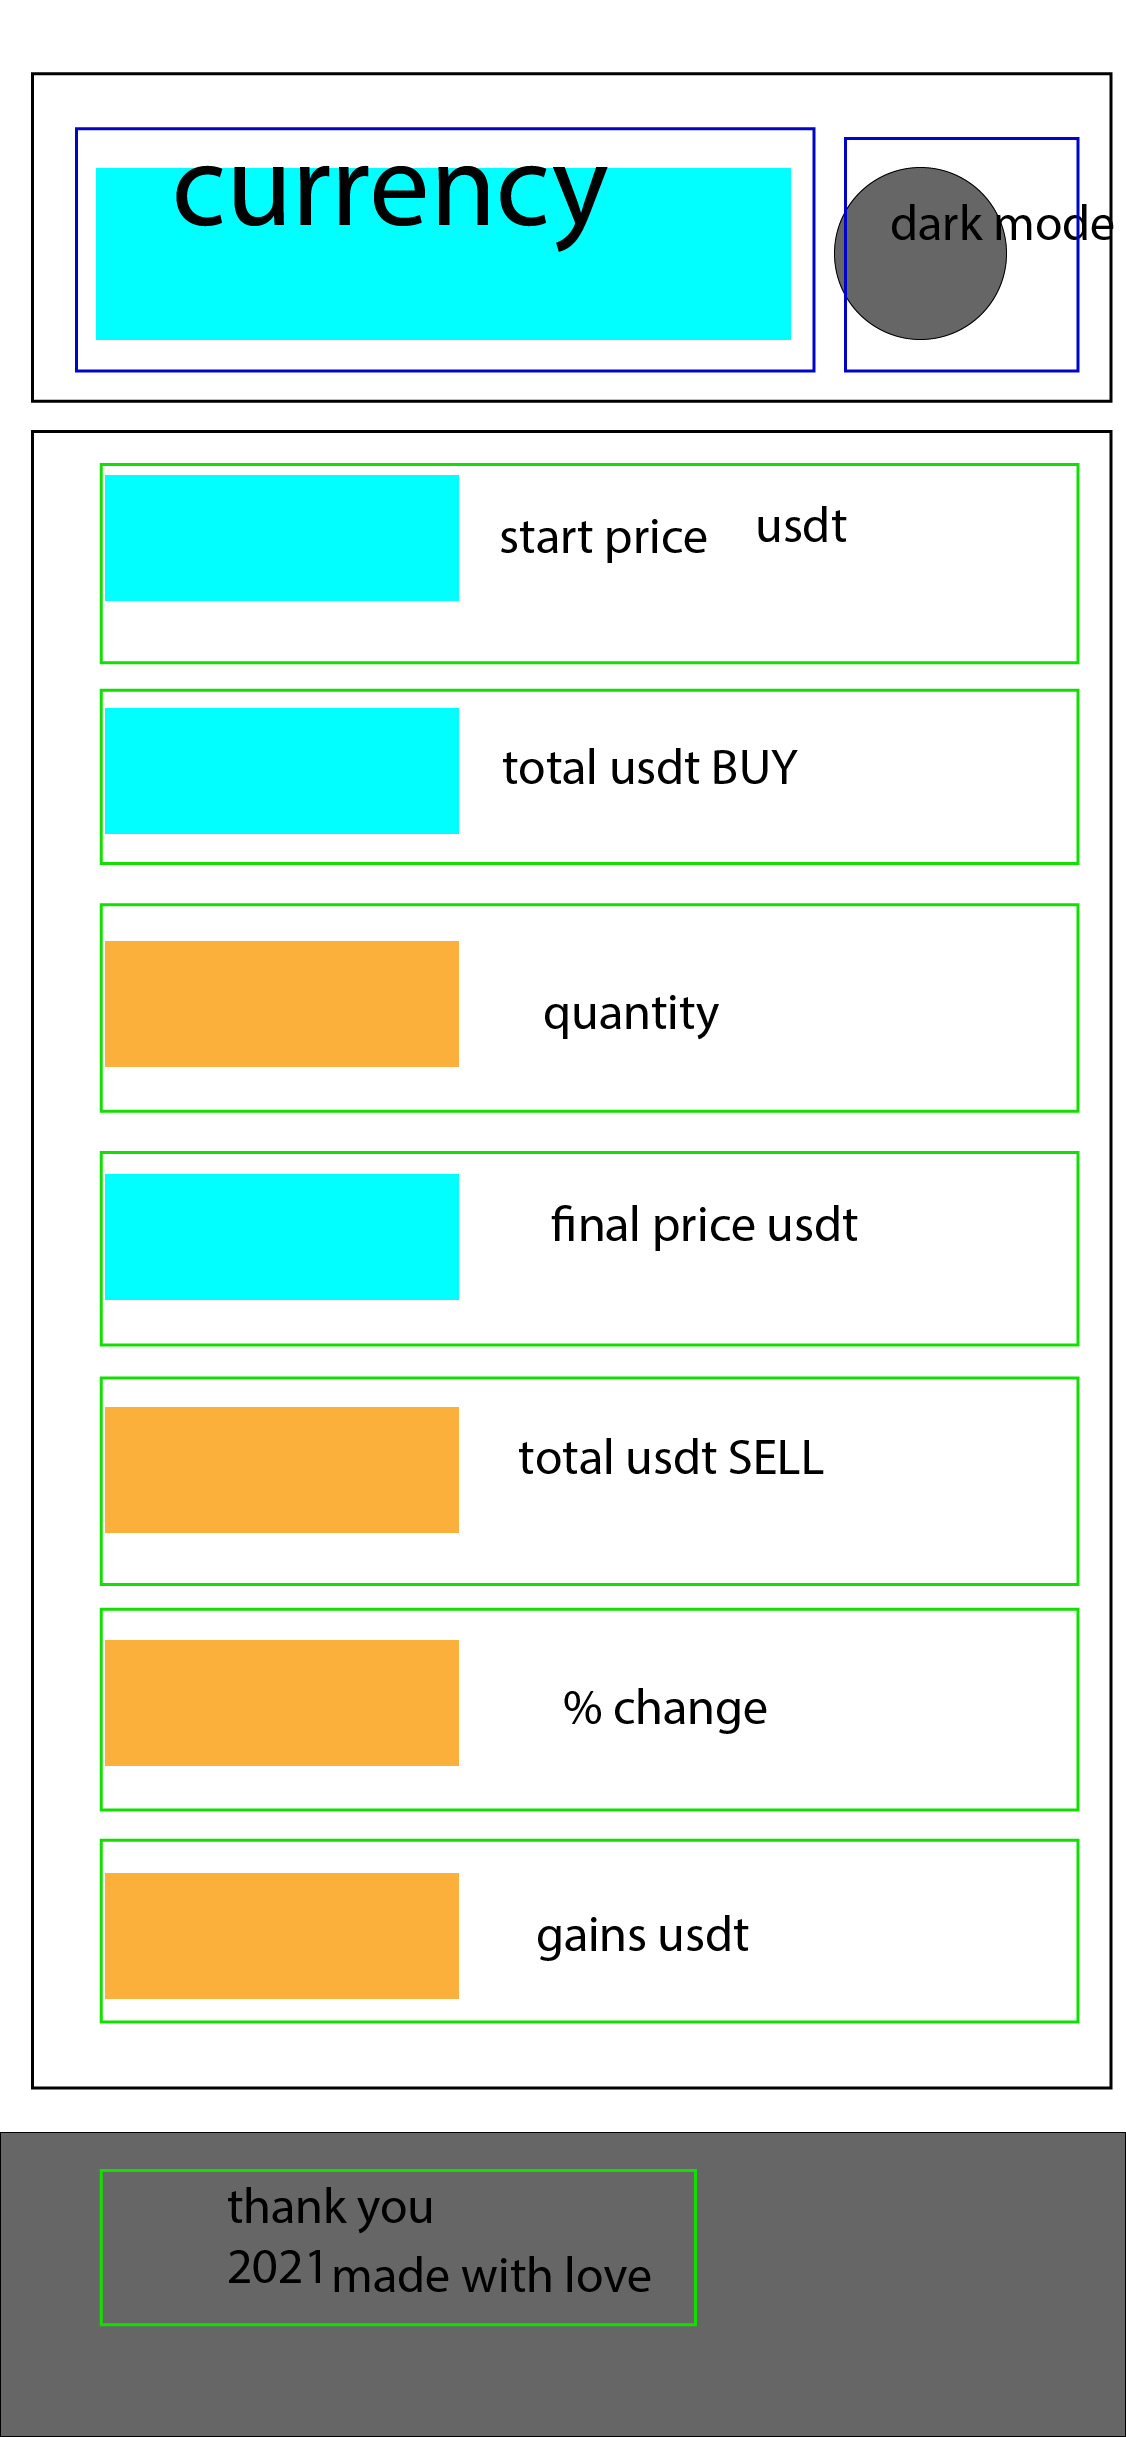 currency
dark mode
start price usdt
total usdt BUY
quantity
final price usdt
total usdt SELL
% change
gains usdt
thank you
2021 made with love